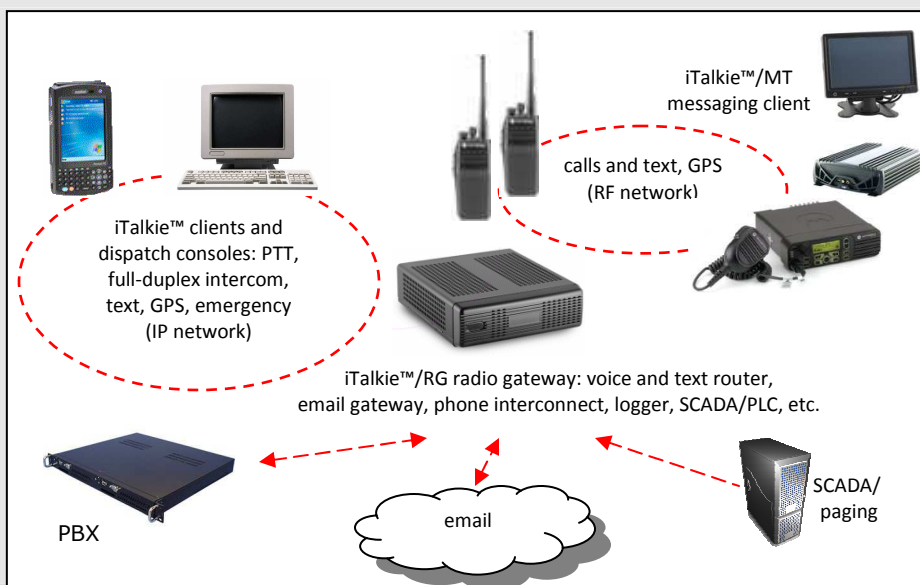 iTalkie™/MT
messaging client
calls and text, GPS
(RF network)
iTalkie™ clients and
dispatch consoles: PTT,
full-duplex intercom,
text, GPS, emergency
(IP network)
iTalkie™/RG radio gateway: voice and text router,
email gateway, phone interconnect, logger, SCADA/PLC, etc.
PBX
email
SCADA/
paging